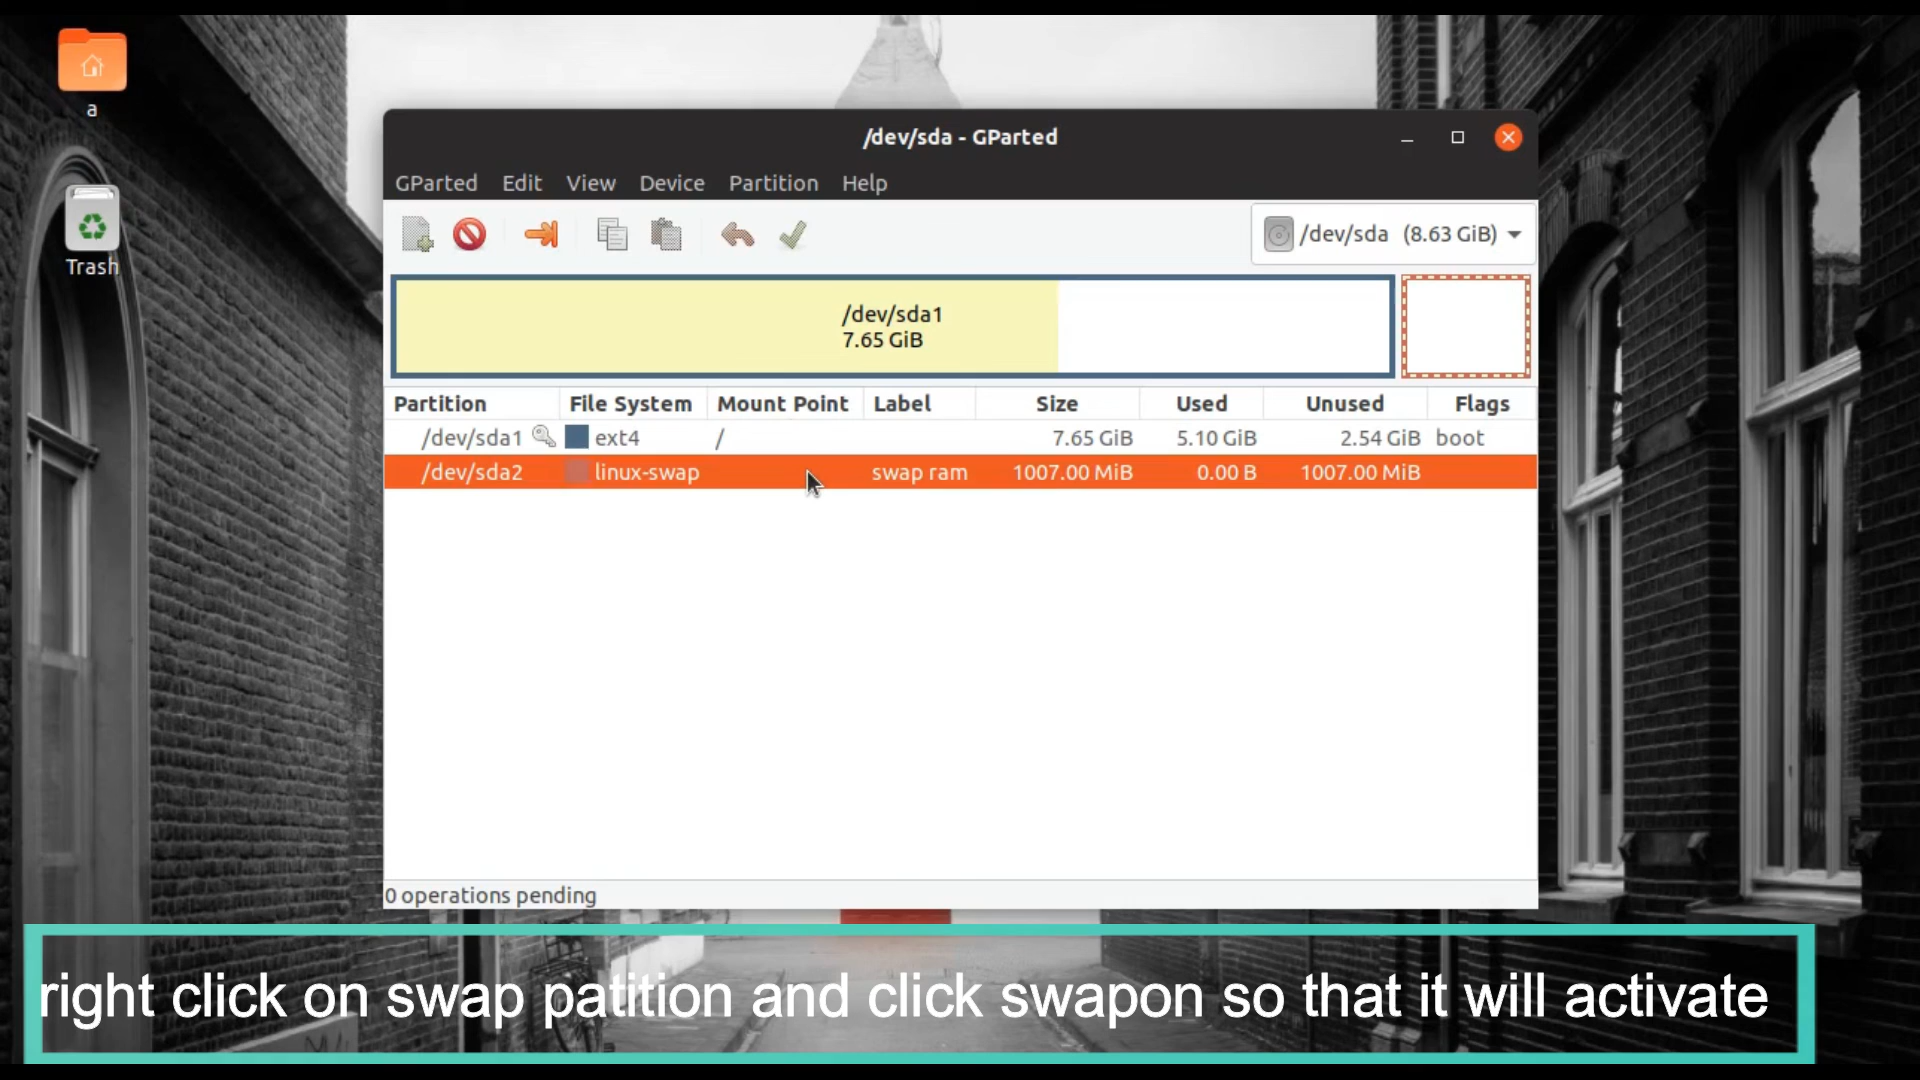 a
Trash
/dev/sda - GParted
GParted Edit View Device Partition Help
/dev/sda (8.63 GiB)
/dev/sda1
7.65 GiB
Partition File System Mount Point Label Size Used Unused Flags
/dev/sda1 ext4 / 7.65 GiB 5.10 GiB 2.54 GiB boot
/dev/sda2 linux-swap swap ram 1007.00 MiB 0.00 B 1007.00 MiB
0 operations pending
right click on swap patition and click swapon so that it will activate